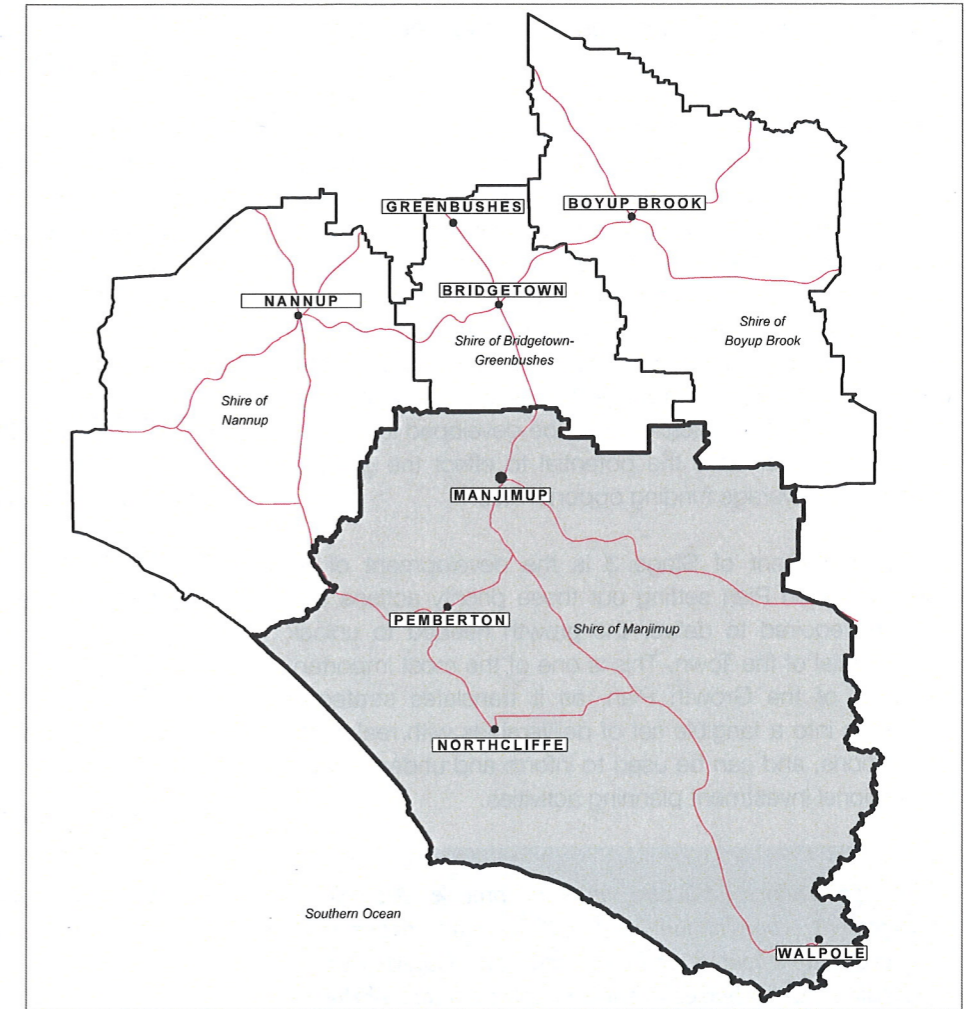 GREENBUSHES
BOYUP BROOK
NANNUP
BRIDGETOWN
Shire of
Boyup Brook
Shire of Bridgetown-
Greenbushes
Shire of
Nannup
MANJIMUP
PEMBERTON
Shire of Manjimup
NORTHCLIFFE
Southern Ocean
WALPOLE